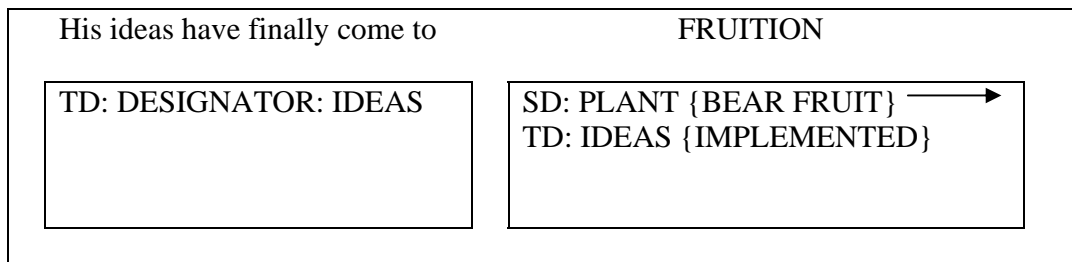 His ideas have finally come to FRUITION
TD: DESIGNATOR: IDEAS
SD: PLANT {BEAR FRUIT}
TD: IDEAS {IMPLEMENTED}